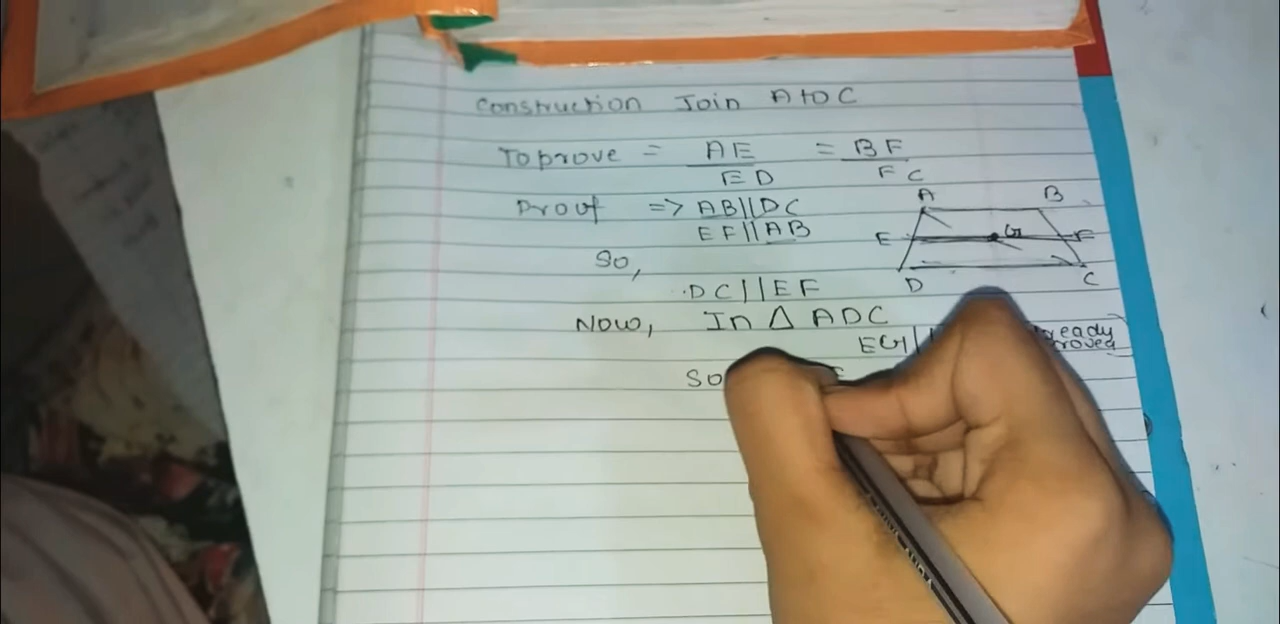 Construction Join A to C
To prove = AE = BF
ED FC
Proof => AB||DC
EF||AB
A B
E G F
D C
So,
DC||EF
Now, In △ ADC
EG||
So